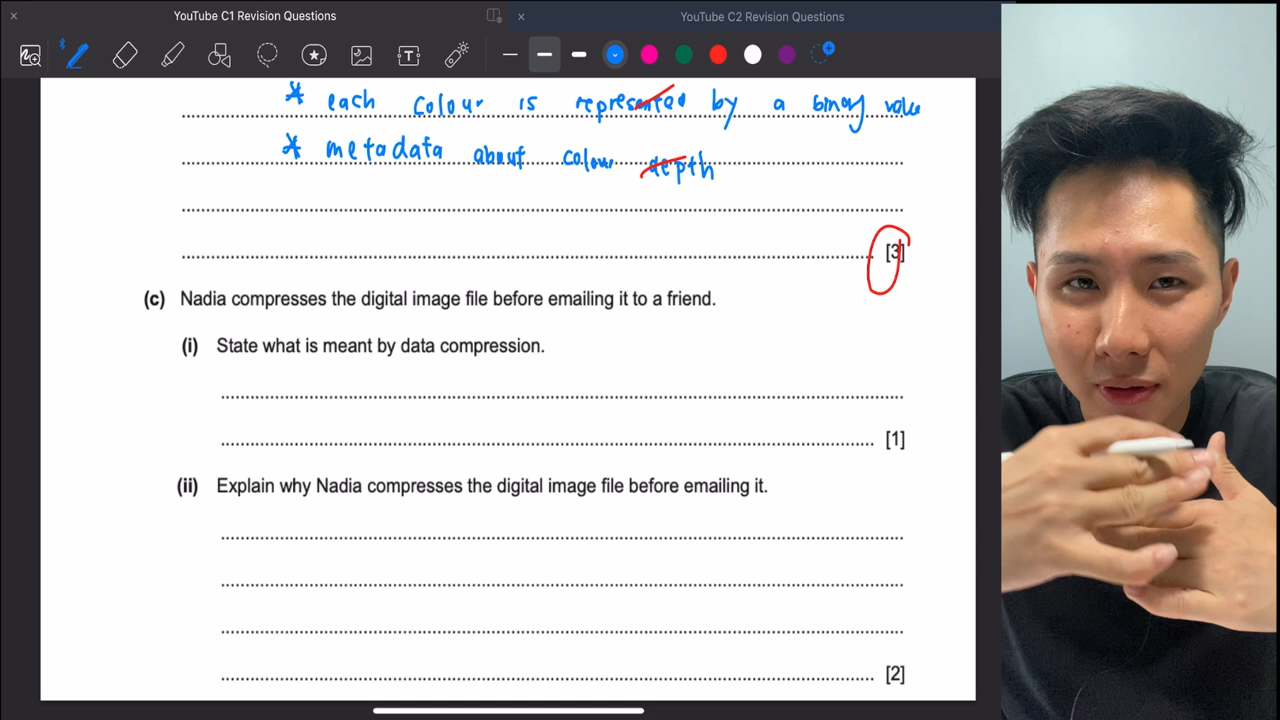 YouTube C1 Revision Questions
YouTube C2 Revision Questions
* each colour is represented by a binary value
* metadata about colour depth
[3]
(c) Nadia compresses the digital image file before emailing it to a friend.
(i) State what is meant by data compression.
[1]
(ii) Explain why Nadia compresses the digital image file before emailing it.
[2]